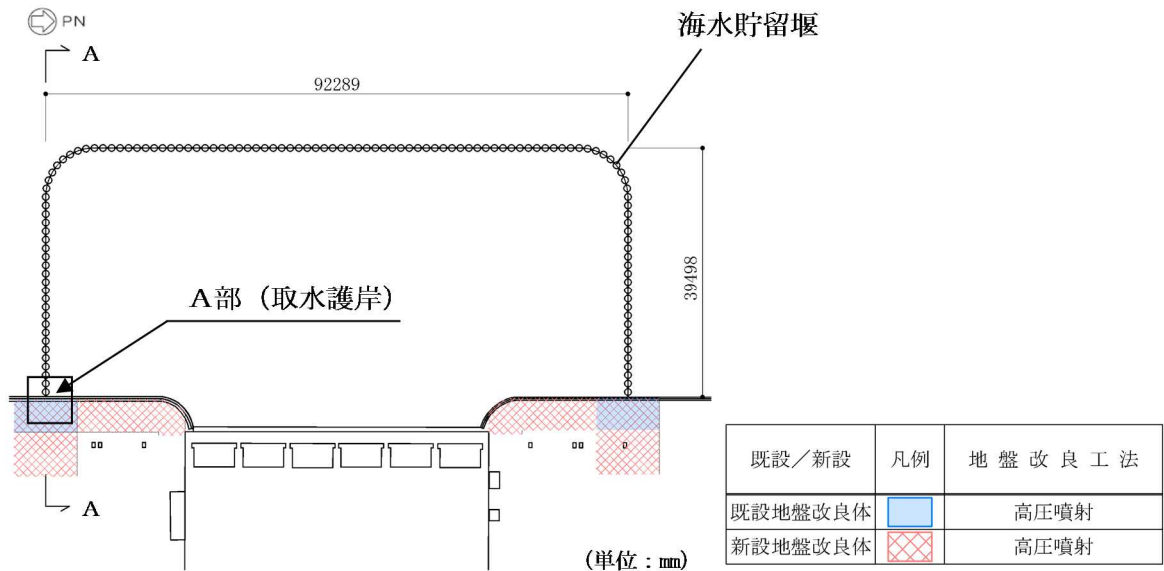 PN
A
海水貯留堰
92289
39498
A部（取水護岸）
A
(単位：㎜)
既設／新設 凡例 地盤改良工法
既設地盤改良体 高圧噴射
新設地盤改良体 高圧噴射